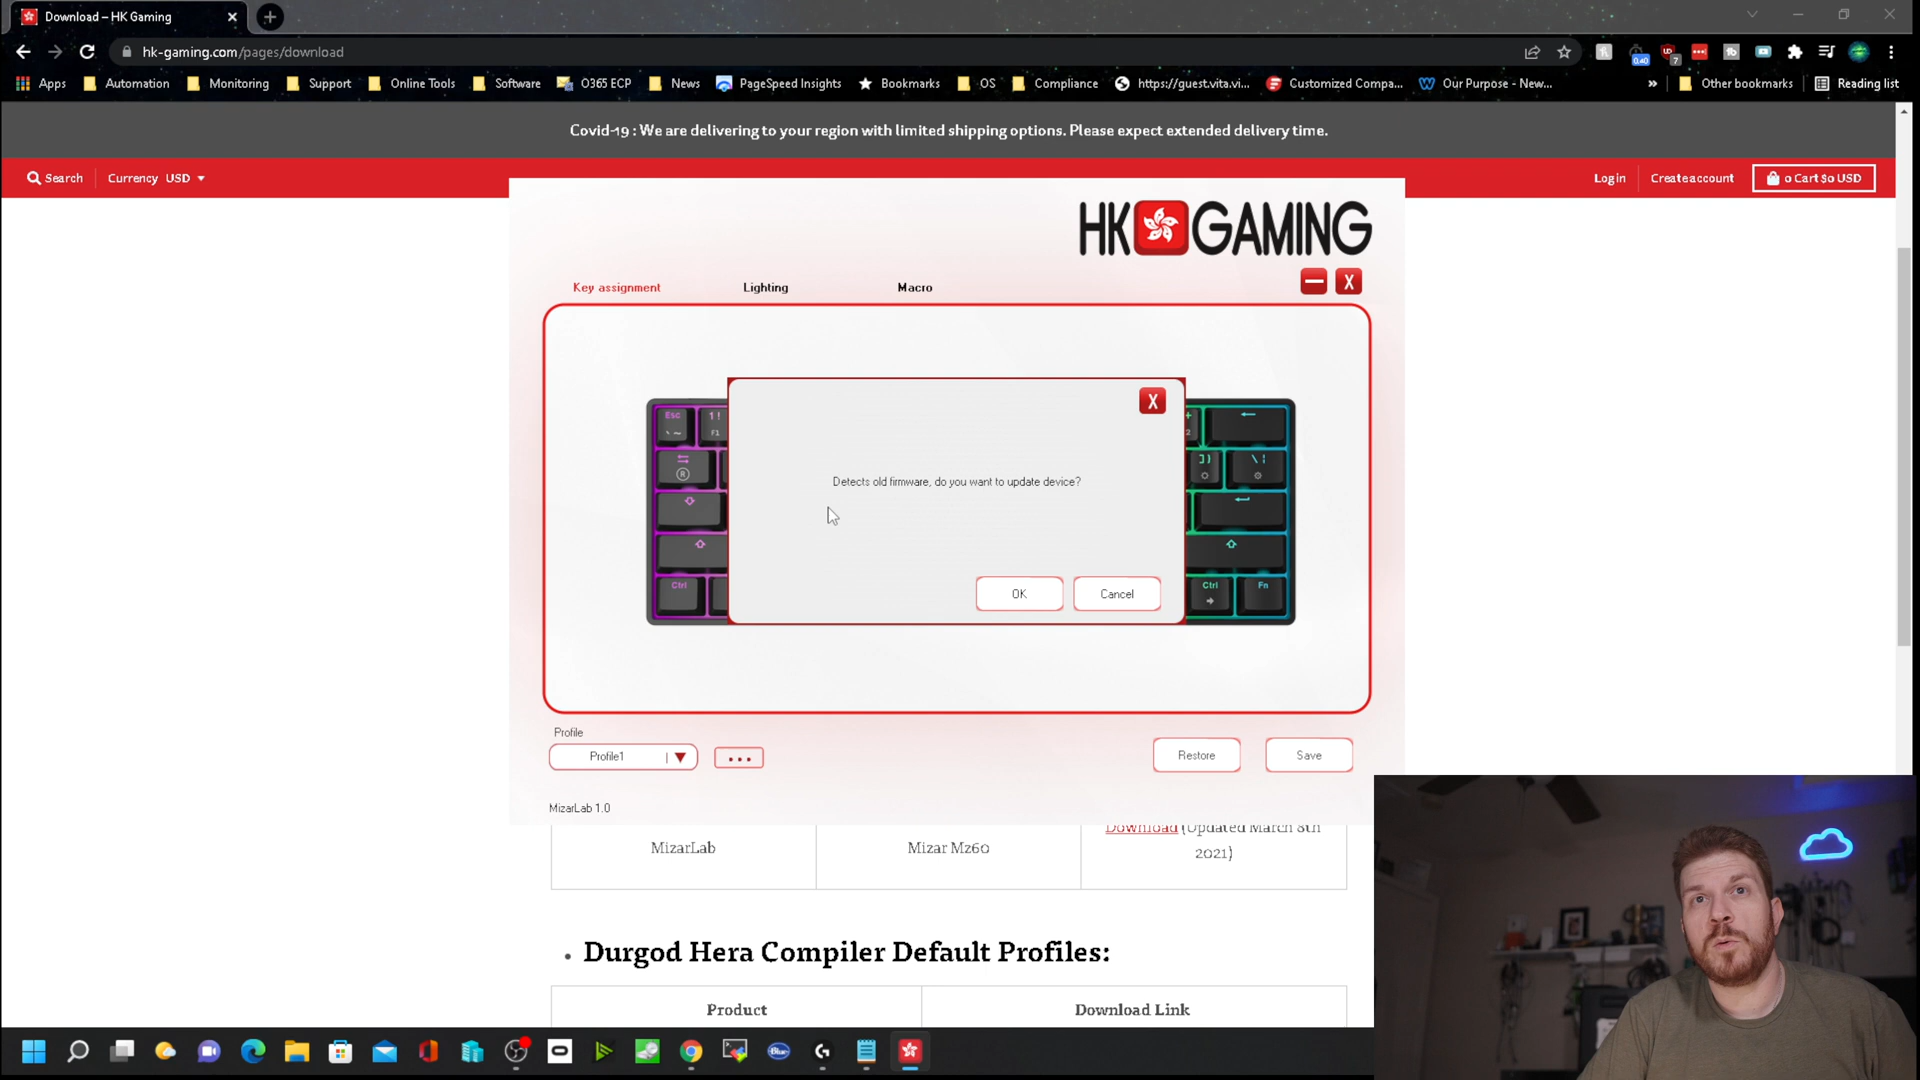 Download – HK Gaming
hk-gaming.com/pages/download
Apps Automation Monitoring Support Online Tools Software O365 ECP News PageSpeed Insights Bookmarks OS Compliance https://guest.vita.vi... Customized Compa... Our Purpose - New... » Other bookmarks Reading list
Covid-19 : We are delivering to your region with limited shipping options. Please expect extended delivery time.
Search Currency USD Login Create account 0 Cart $0 USD
HK GAMING
Key assignment Lighting Macro
X
X
Esc
F1
Detects old firmware, do you want to update device?
Ctrl
Ctrl
Fn
OK Cancel
Profile
Profile1
...
Restore Save
MizarLab 1.0
MizarLab Mizar Mz60 Download (Updated March 8th
2021)
• Durgod Hera Compiler Default Profiles:
Product Download Link